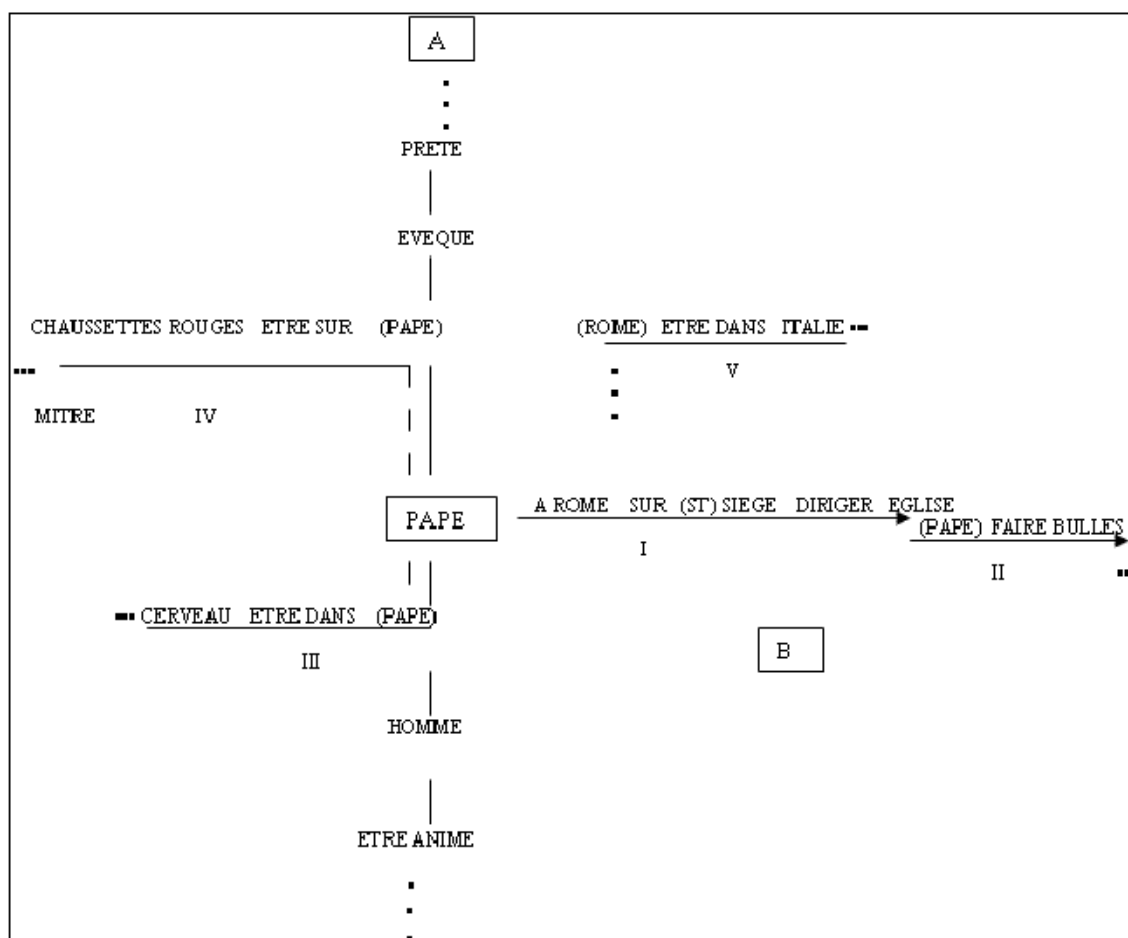 A
PRETE
EVEQUE
CHAUSSETTES ROUGES ETRE SUR (PAPE)
(ROME) ETRE DANS ITALIE
V
MITRE
IV
PAPE
A ROME SUR (ST) SIEGE DIRIGER EGLISE
(PAPE) FAIRE BULLES
I
II
CERVEAU ETRE DANS (PAPE)
III
B
HOMME
ETRE ANIME